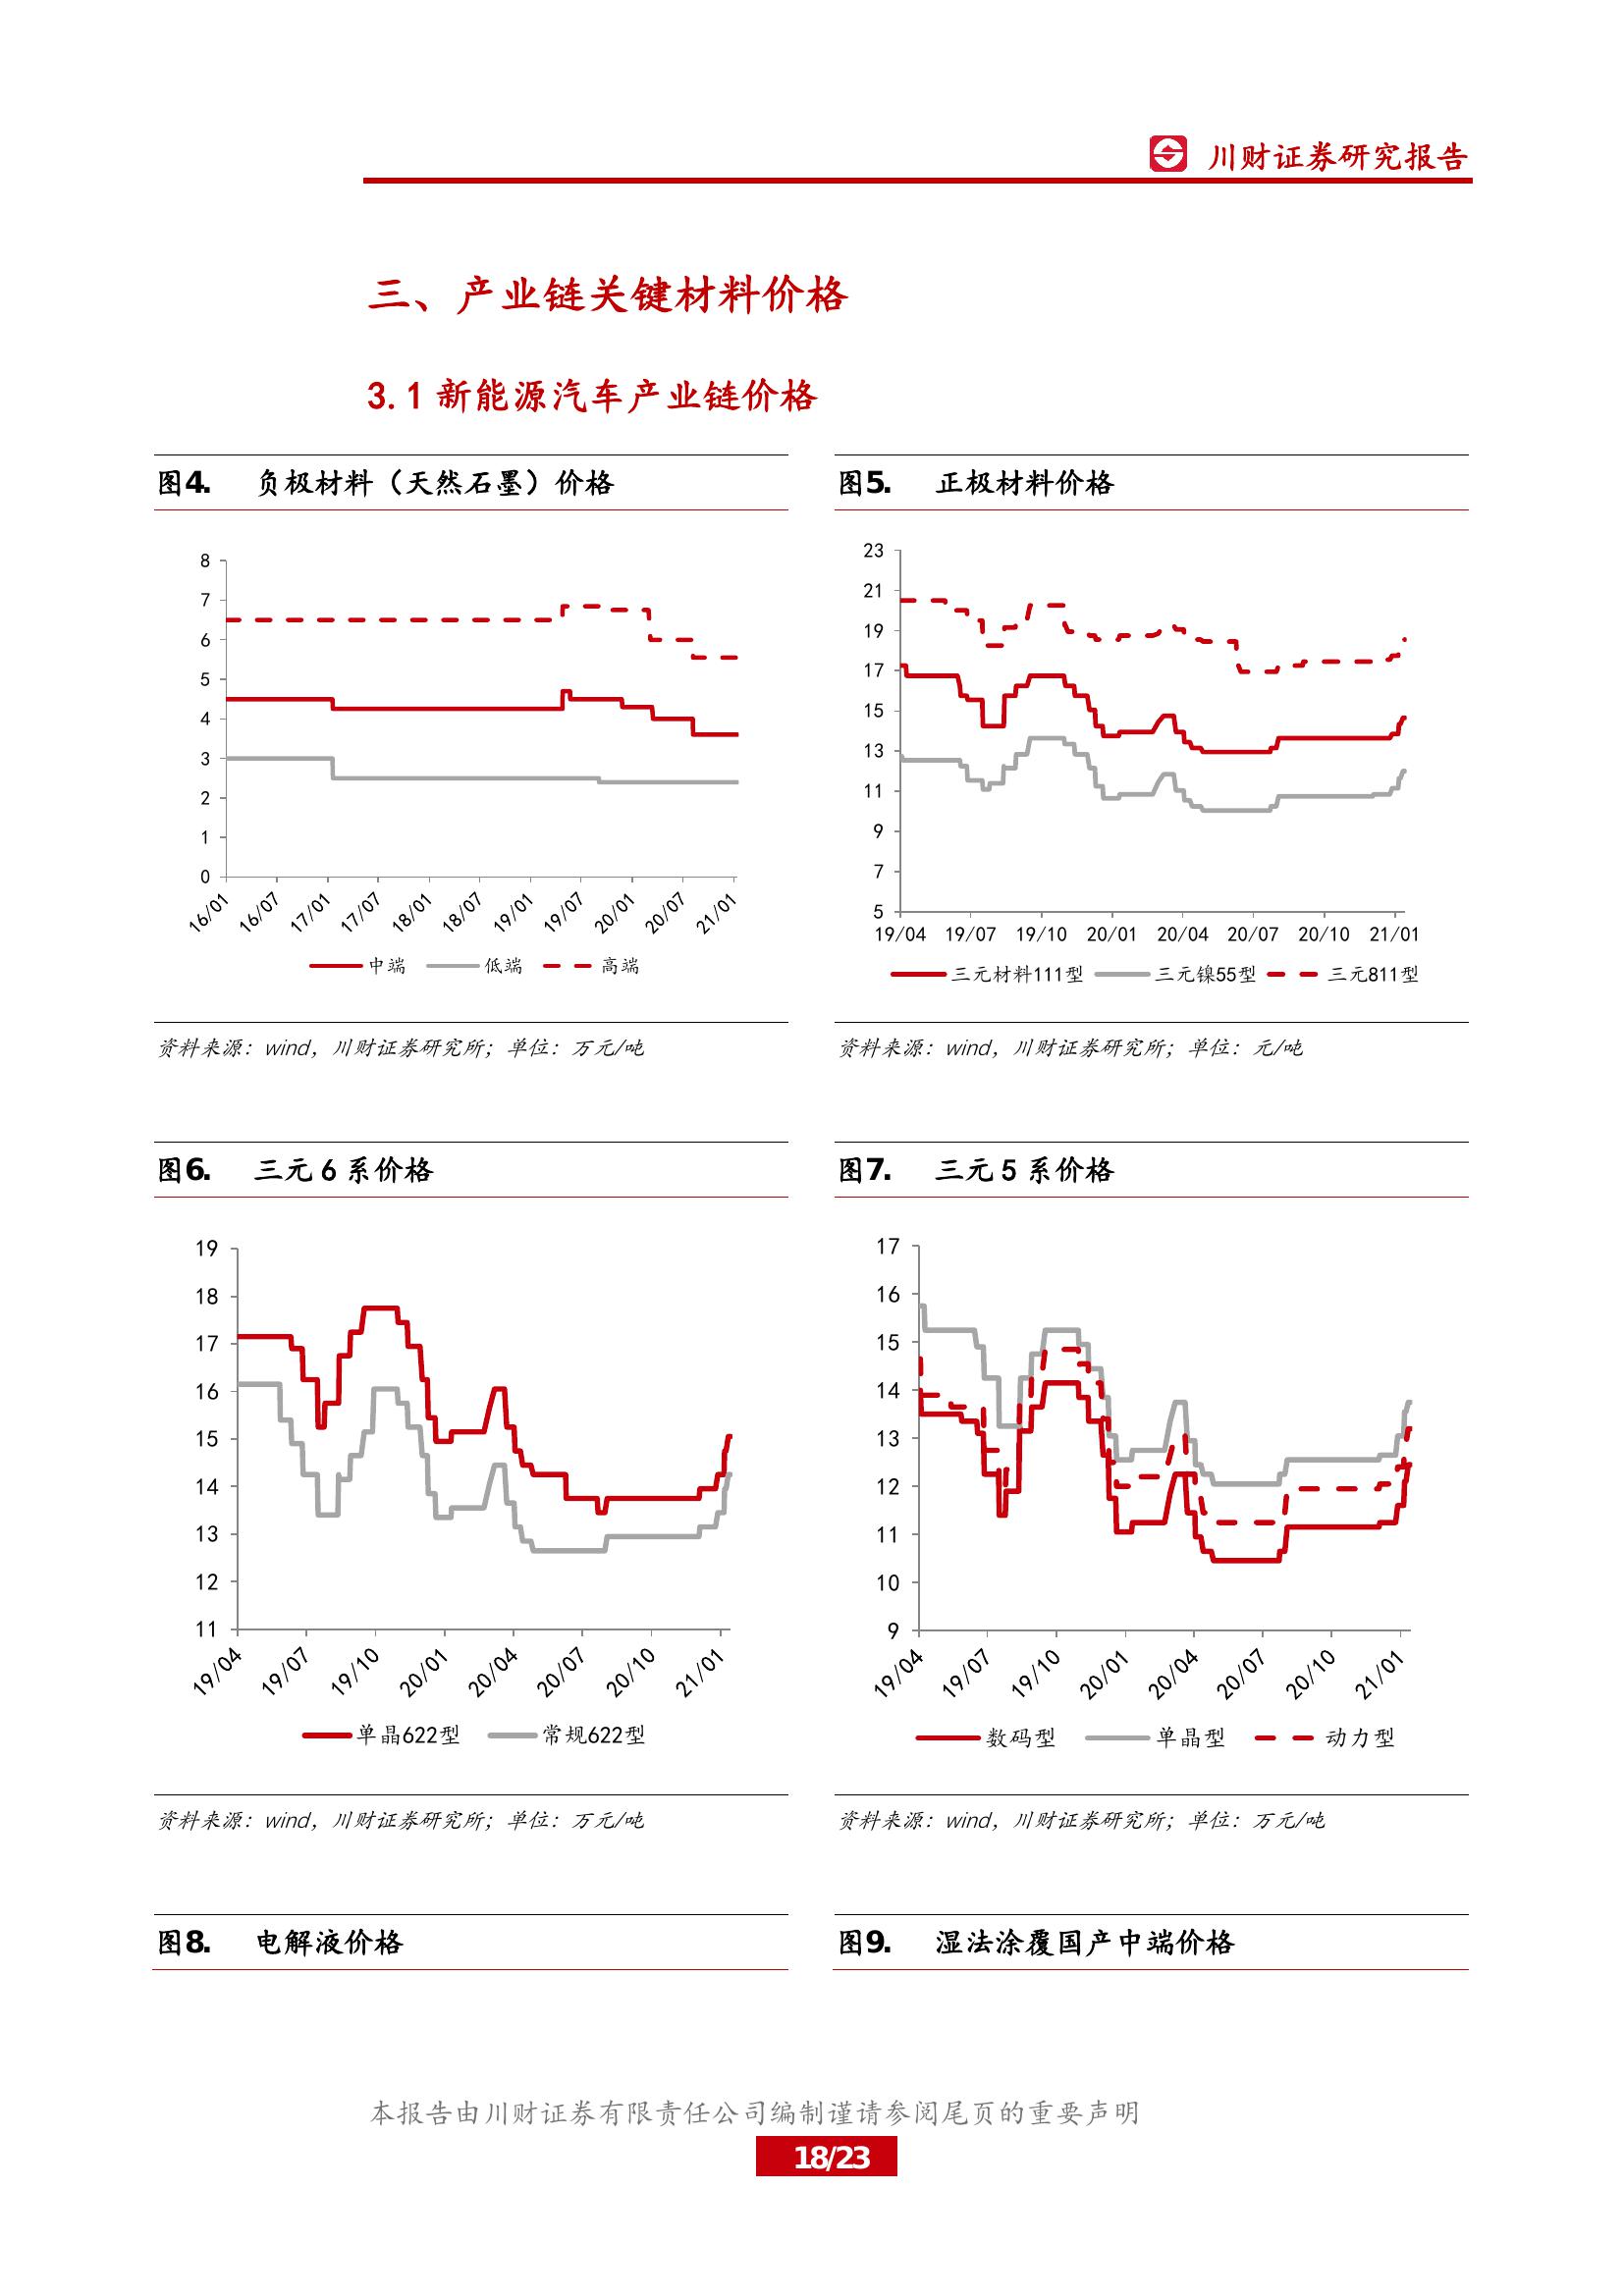 川财证券研究报告
三、产业链关键材料价格
3.1 新能源汽车产业链价格
图4. 负极材料（天然石墨）价格
8
7
6
5
4
3
2
1
0
16/01 16/07 17/01 17/07 18/01 18/07 19/01 19/07 20/01 20/07 21/01
中端 低端 高端
资料来源：wind，川财证券研究所；单位：万元/吨
图5. 正极材料价格
23
21
19
17
15
13
11
9
7
5
19/04 19/07 19/10 20/01 20/04 20/07 20/10 21/01
三元材料111型 三元镍55型 三元811型
资料来源：wind，川财证券研究所；单位：元/吨
图6. 三元 6 系价格
19
18
17
16
15
14
13
12
11
19/04 19/07 19/10 20/01 20/04 20/07 20/10 21/01
单晶622型 常规622型
资料来源：wind，川财证券研究所；单位：万元/吨
图7. 三元 5 系价格
17
16
15
14
13
12
11
10
9
19/04 19/07 19/10 20/01 20/04 20/07 20/10 21/01
数码型 单晶型 动力型
资料来源：wind，川财证券研究所；单位：万元/吨
图8. 电解液价格
图9. 湿法涂覆国产中端价格
本报告由川财证券有限责任公司编制谨请参阅尾页的重要声明
18/23